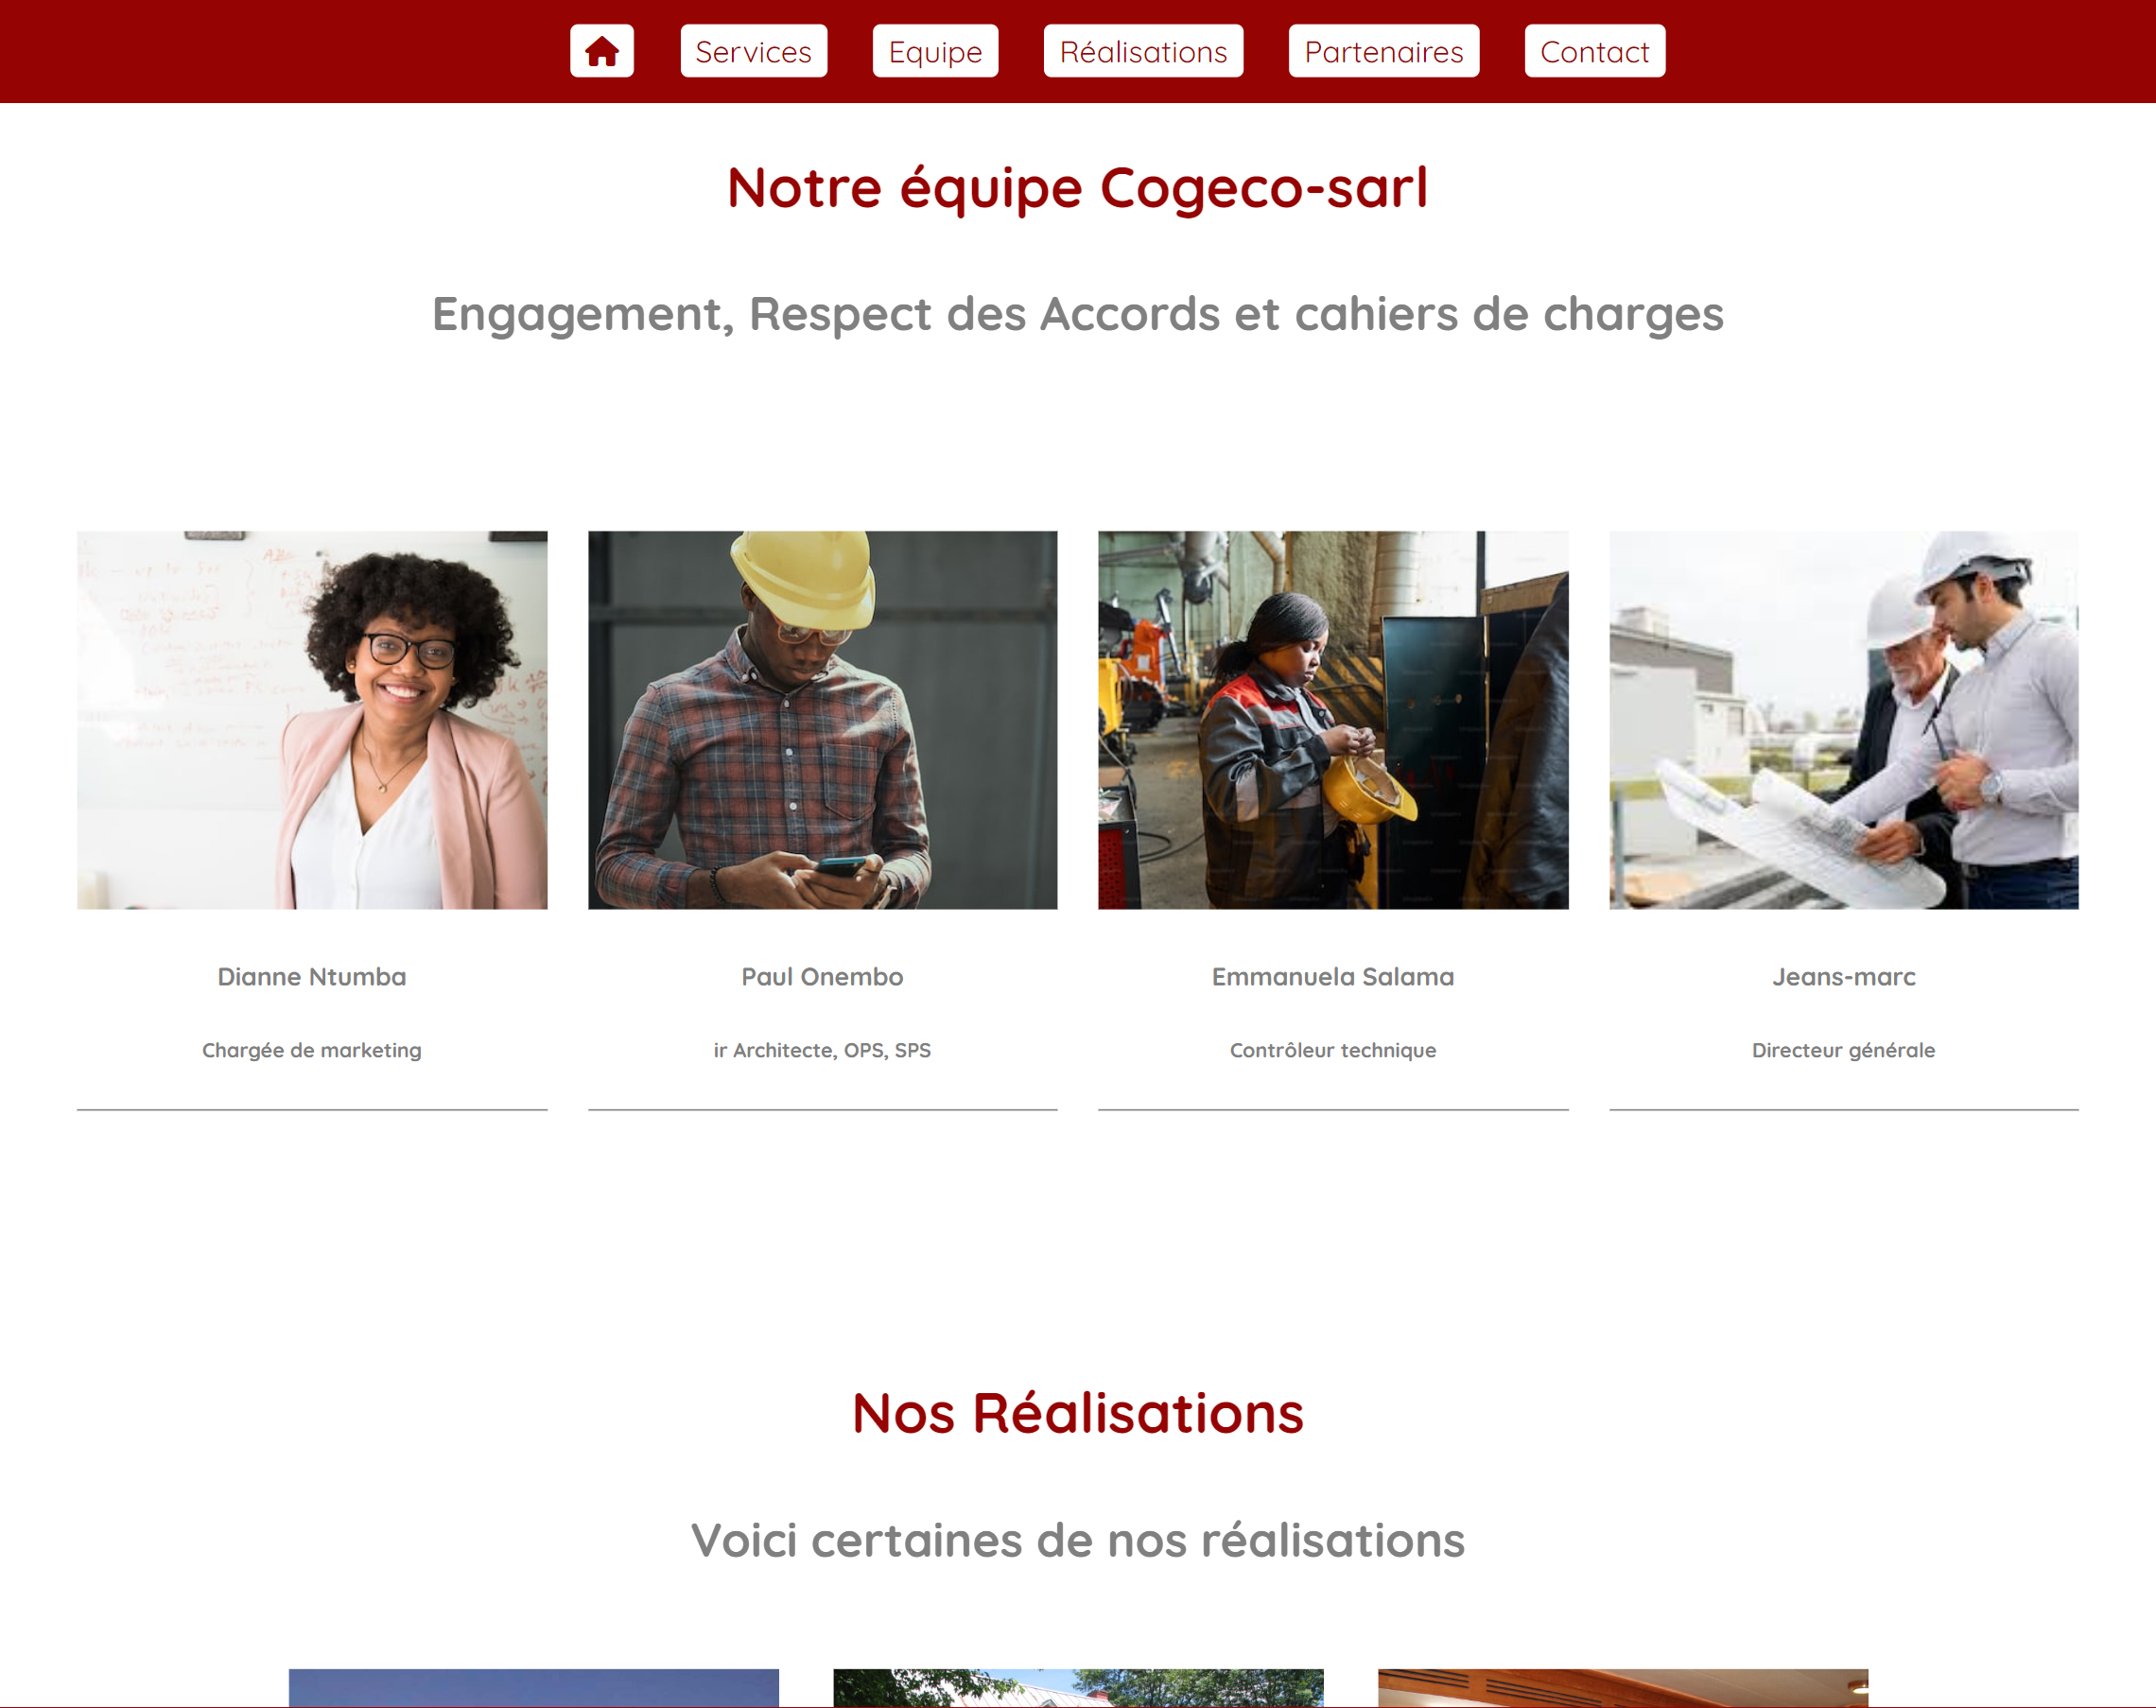 Services Equipe Réalisations Partenaires Contact
Notre équipe Cogeco-sarl
Engagement, Respect des Accords et cahiers de charges
Dianne Ntumba
Chargée de marketing
Paul Onembo
ir Architecte, OPS, SPS
Emmanuela Salama
Contrôleur technique
Jeans-marc
Directeur générale
Nos Réalisations
Voici certaines de nos réalisations